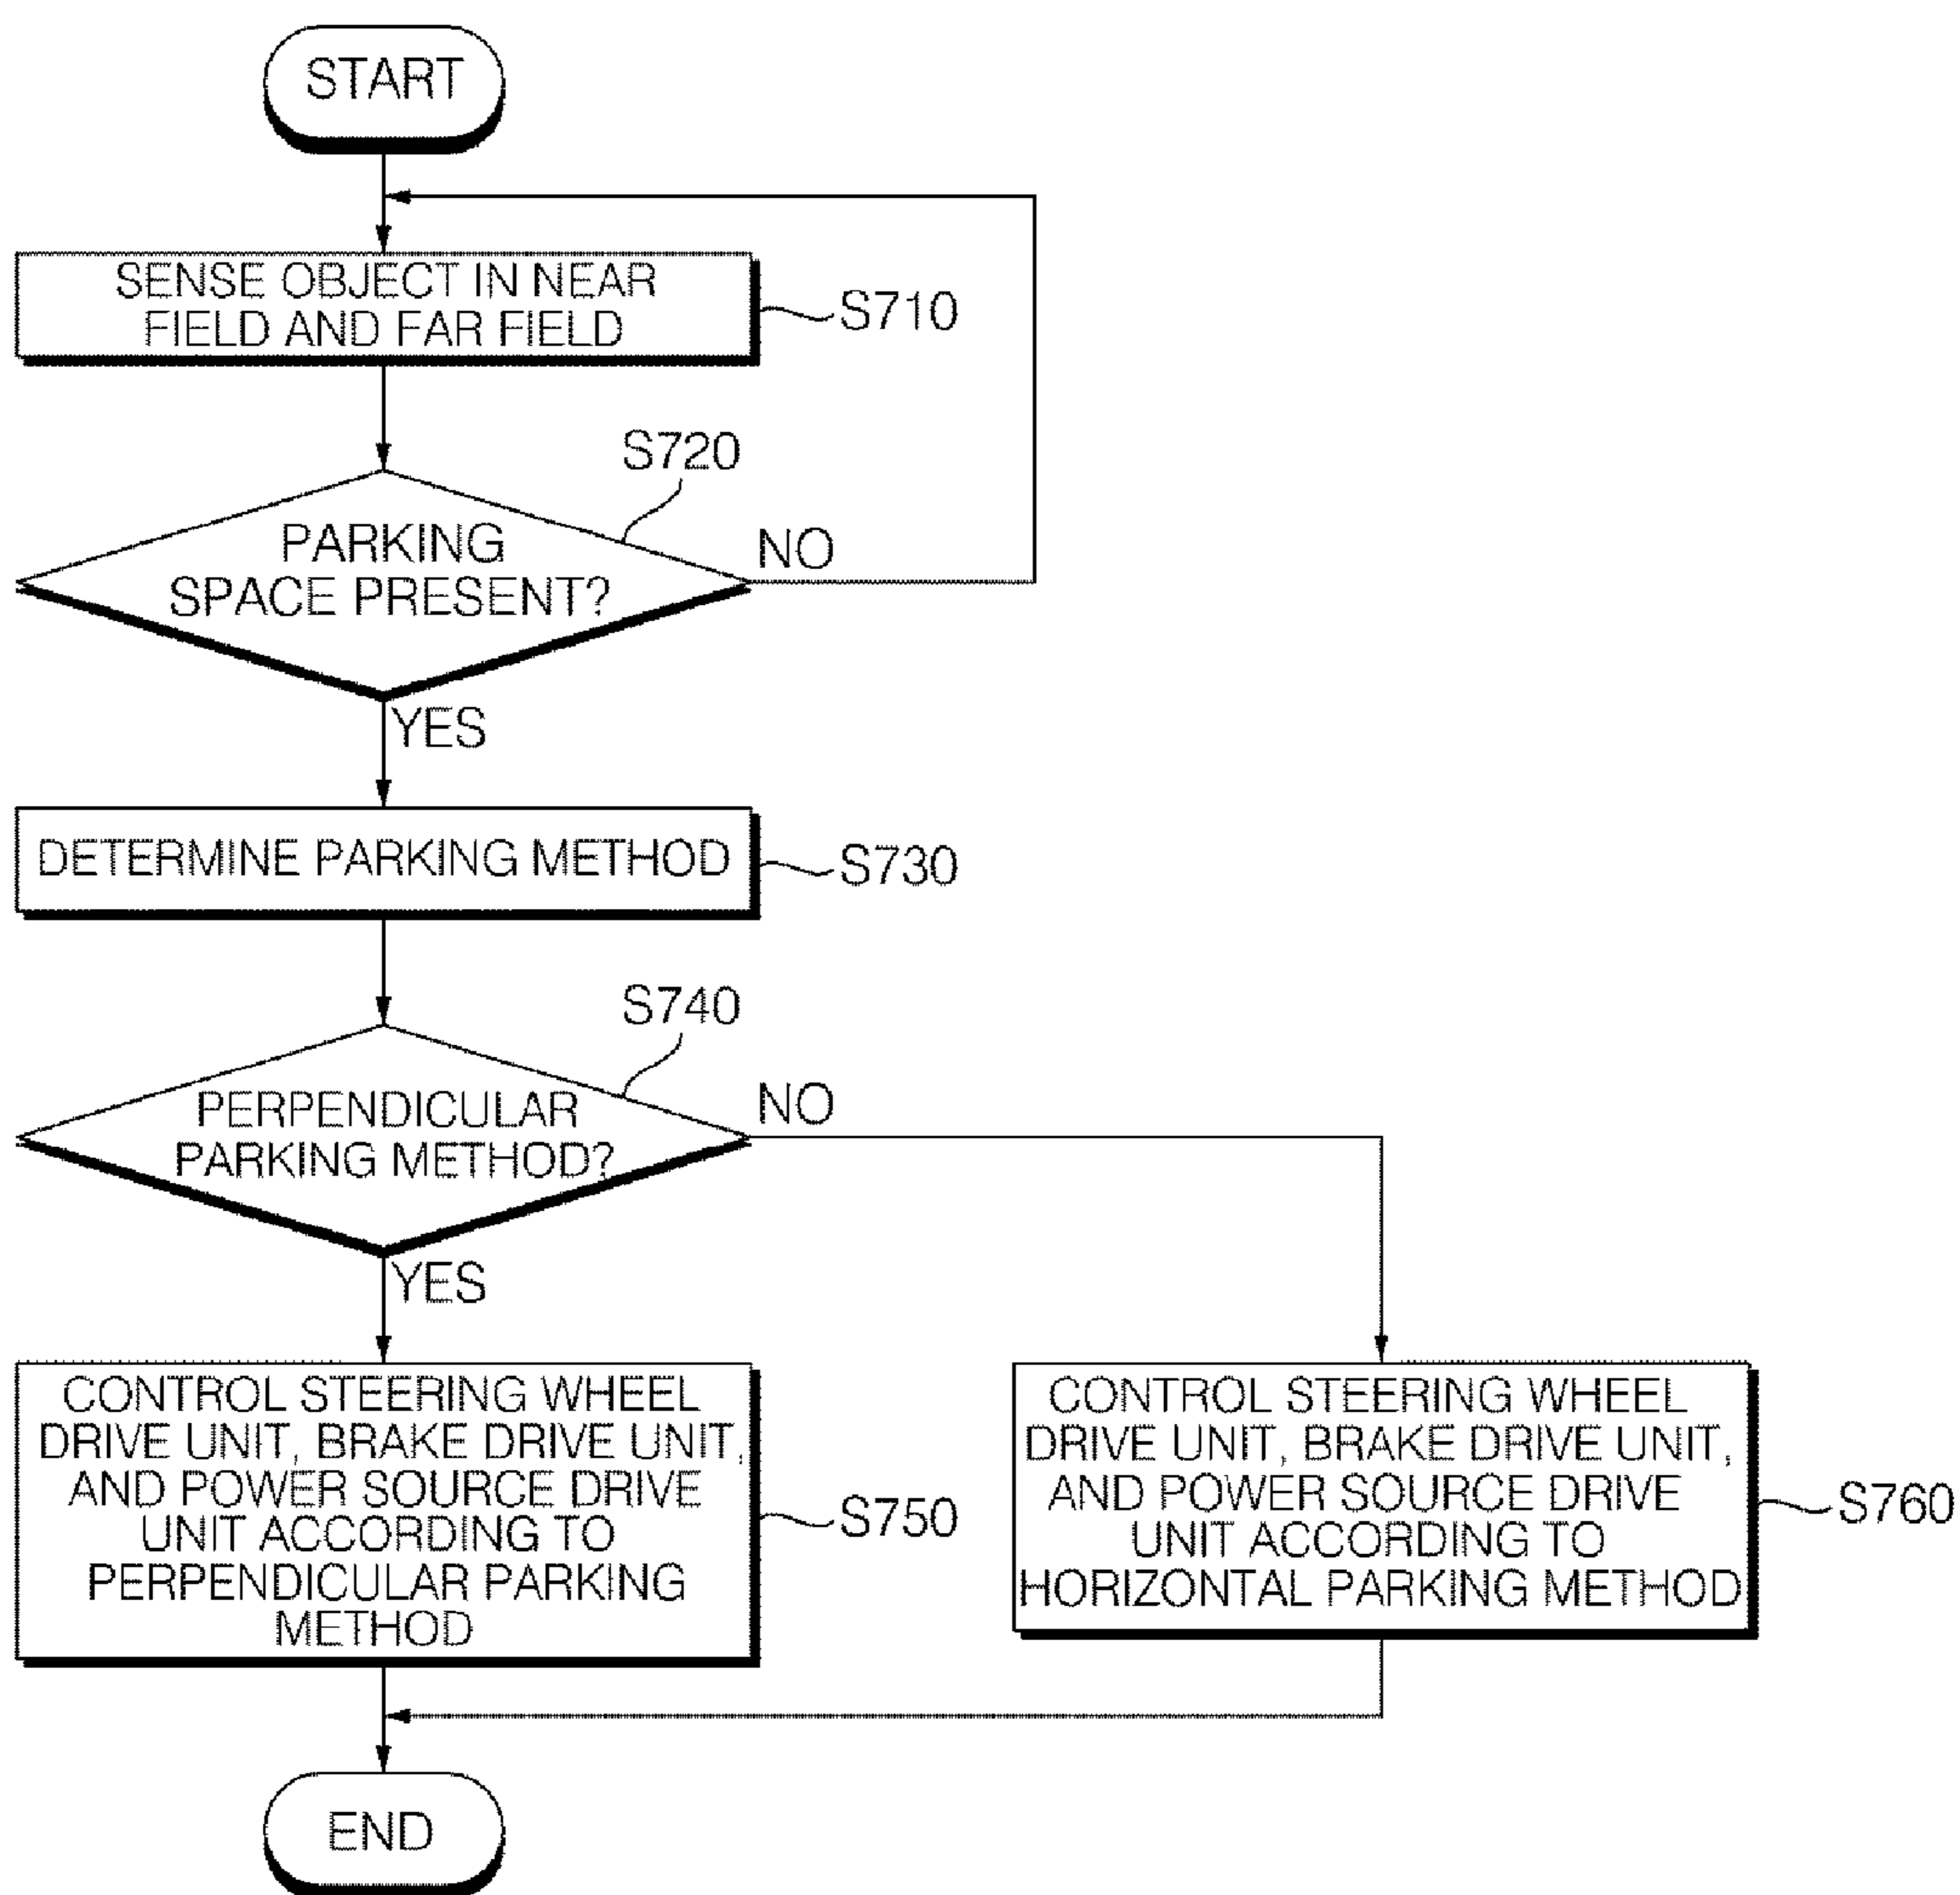 START
SENSE OBJECT IN NEAR
FIELD AND FAR FIELD
S710
S720
PARKING
SPACE PRESENT?
NO
YES
DETERMINE PARKING METHOD
S730
S740
PERPENDICULAR
PARKING METHOD?
NO
YES
CONTROL STEERING WHEEL
DRIVE UNIT, BRAKE DRIVE UNIT,
AND POWER SOURCE DRIVE
UNIT ACCORDING TO
PERPENDICULAR PARKING
METHOD
S750
CONTROL STEERING WHEEL
DRIVE UNIT, BRAKE DRIVE UNIT,
AND POWER SOURCE DRIVE
UNIT ACCORDING TO
HORIZONTAL PARKING METHOD
S760
END